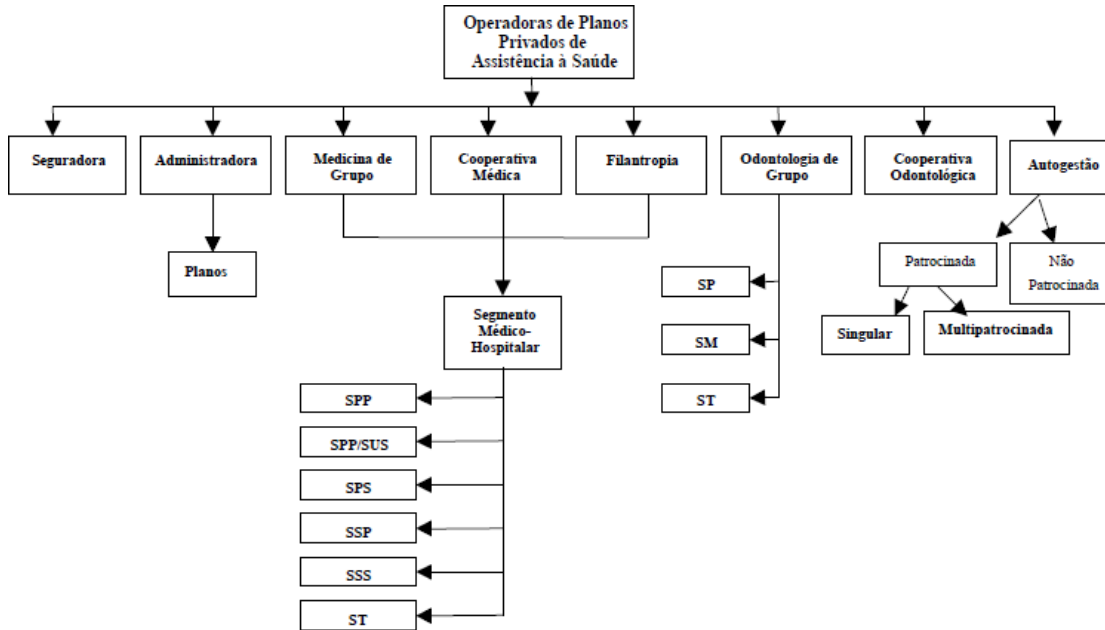 Operadoras de Planos
Privados de
Assistência à Saúde
Seguradora
Administradora
Medicina de
Grupo
Cooperativa
Médica
Filantropia
Odontologia de
Grupo
Cooperativa
Odontológica
Autogestão
Planos
Patrocinada
Não
Patrocinada
Singular
Multipatrocinada
SP
SM
ST
Segmento
Médico-
Hospitalar
SPP
SPP/SUS
SPS
SSP
SSS
ST